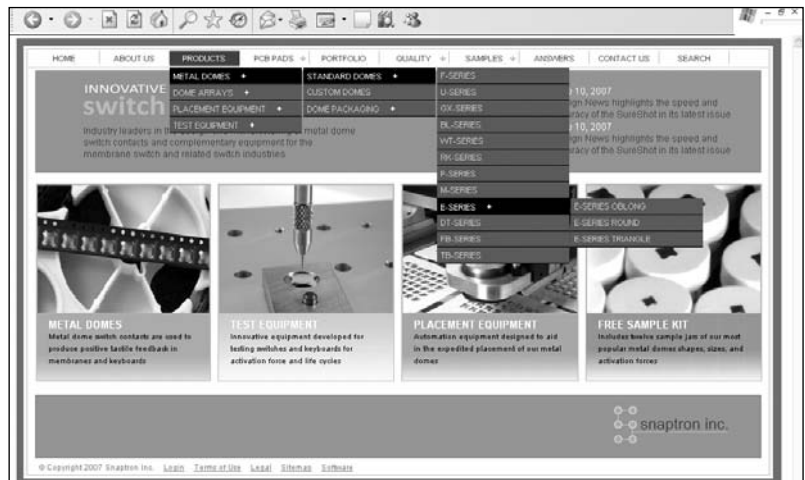 HOME ABOUT US PRODUCTS PCB PADS + PORTFOLIO QUALITY + SAMPLES + ANSWERS CONTACT US SEARCH
METAL DOMES + STANDARD DOMES + F-SERIES
INNOVATIVE DOME ARRAYS + CUSTOM DOMES U-SERIES 10, 2007
switch PLACEMENT EQUIPMENT + DOME PACKAGING + GX-SERIES gn News highlights the speed and
TEST EQUIPMENT + BL-SERIES racy of the SureShot in its latest issue
Industry leaders in metal dome 10, 2007
switch contacts and complementary equipment for the WT-SERIES gn News highlights the speed and
membrane switch and related switch industries RK-SERIES racy of the SureShot in its latest issue
P-SERIES
M-SERIES
E-SERIES + E-SERIES OBLONG
DT-SERIES E-SERIES ROUND
FB-SERIES E-SERIES TRIANGLE
TB-SERIES
METAL DOMES
Metal dome switch contacts are used to
produce positive tactile feedback in
membranes and keyboards
TEST EQUIPMENT
Innovative equipment developed for
testing switches and keyboards for
activation force and life cycles
PLACEMENT EQUIPMENT
Automation equipment designed to aid
in the expedited placement of our metal
domes
FREE SAMPLE KIT
Includes twelve sample jars of our most
popular metal domes shapes, sizes, and
activation forces
snaptron inc.
© Copyright 2007 Snaptron Inc. Login Terms of Use Legal Sitemap Software